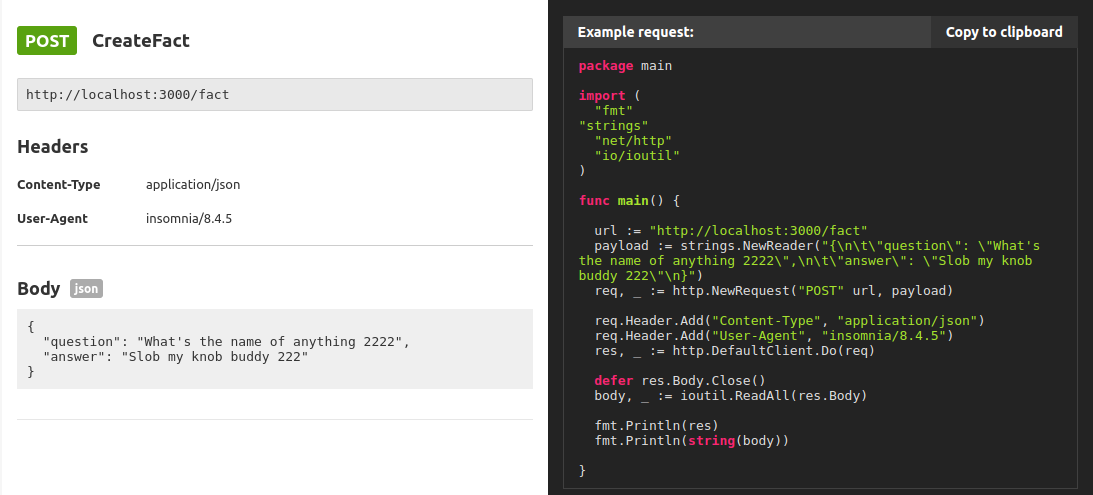 POST CreateFact
http://localhost:3000/fact
Headers
Content-Type application/json
User-Agent insomnia/8.4.5
Body json
{
  "question": "What's the name of anything 2222",
  "answer": "Slob my knob buddy 222"
}
Example request: Copy to clipboard
package main
import (
  "fmt"
"strings"
  "net/http"
  "io/ioutil"
)
func main() {
  url := "http://localhost:3000/fact"
  payload := strings.NewReader("{\n\t\"question\": \"What's
the name of anything 2222\",\n\t\"answer\": \"Slob my knob
buddy 222\"\n}")
  req, _ := http.NewRequest("POST" url, payload)
  req.Header.Add("Content-Type", "application/json")
  req.Header.Add("User-Agent", "insomnia/8.4.5")
  res, _ := http.DefaultClient.Do(req)
  defer res.Body.Close()
  body, _ := ioutil.ReadAll(res.Body)
  fmt.Println(res)
  fmt.Println(string(body))
}